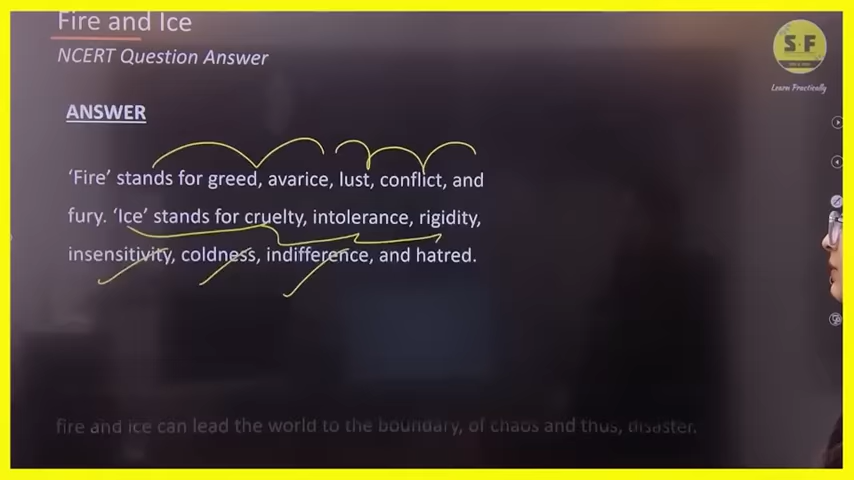 Fire and Ice
NCERT Question Answer
S F
Learn Practically
ANSWER
‘Fire’ stands for greed, avarice, lust, conflict, and
fury. ‘Ice’ stands for cruelty, intolerance, rigidity,
insensitivity, coldness, indifference, and hatred.
fire and ice can lead the world to the boundary, of chaos and thus, disaster.